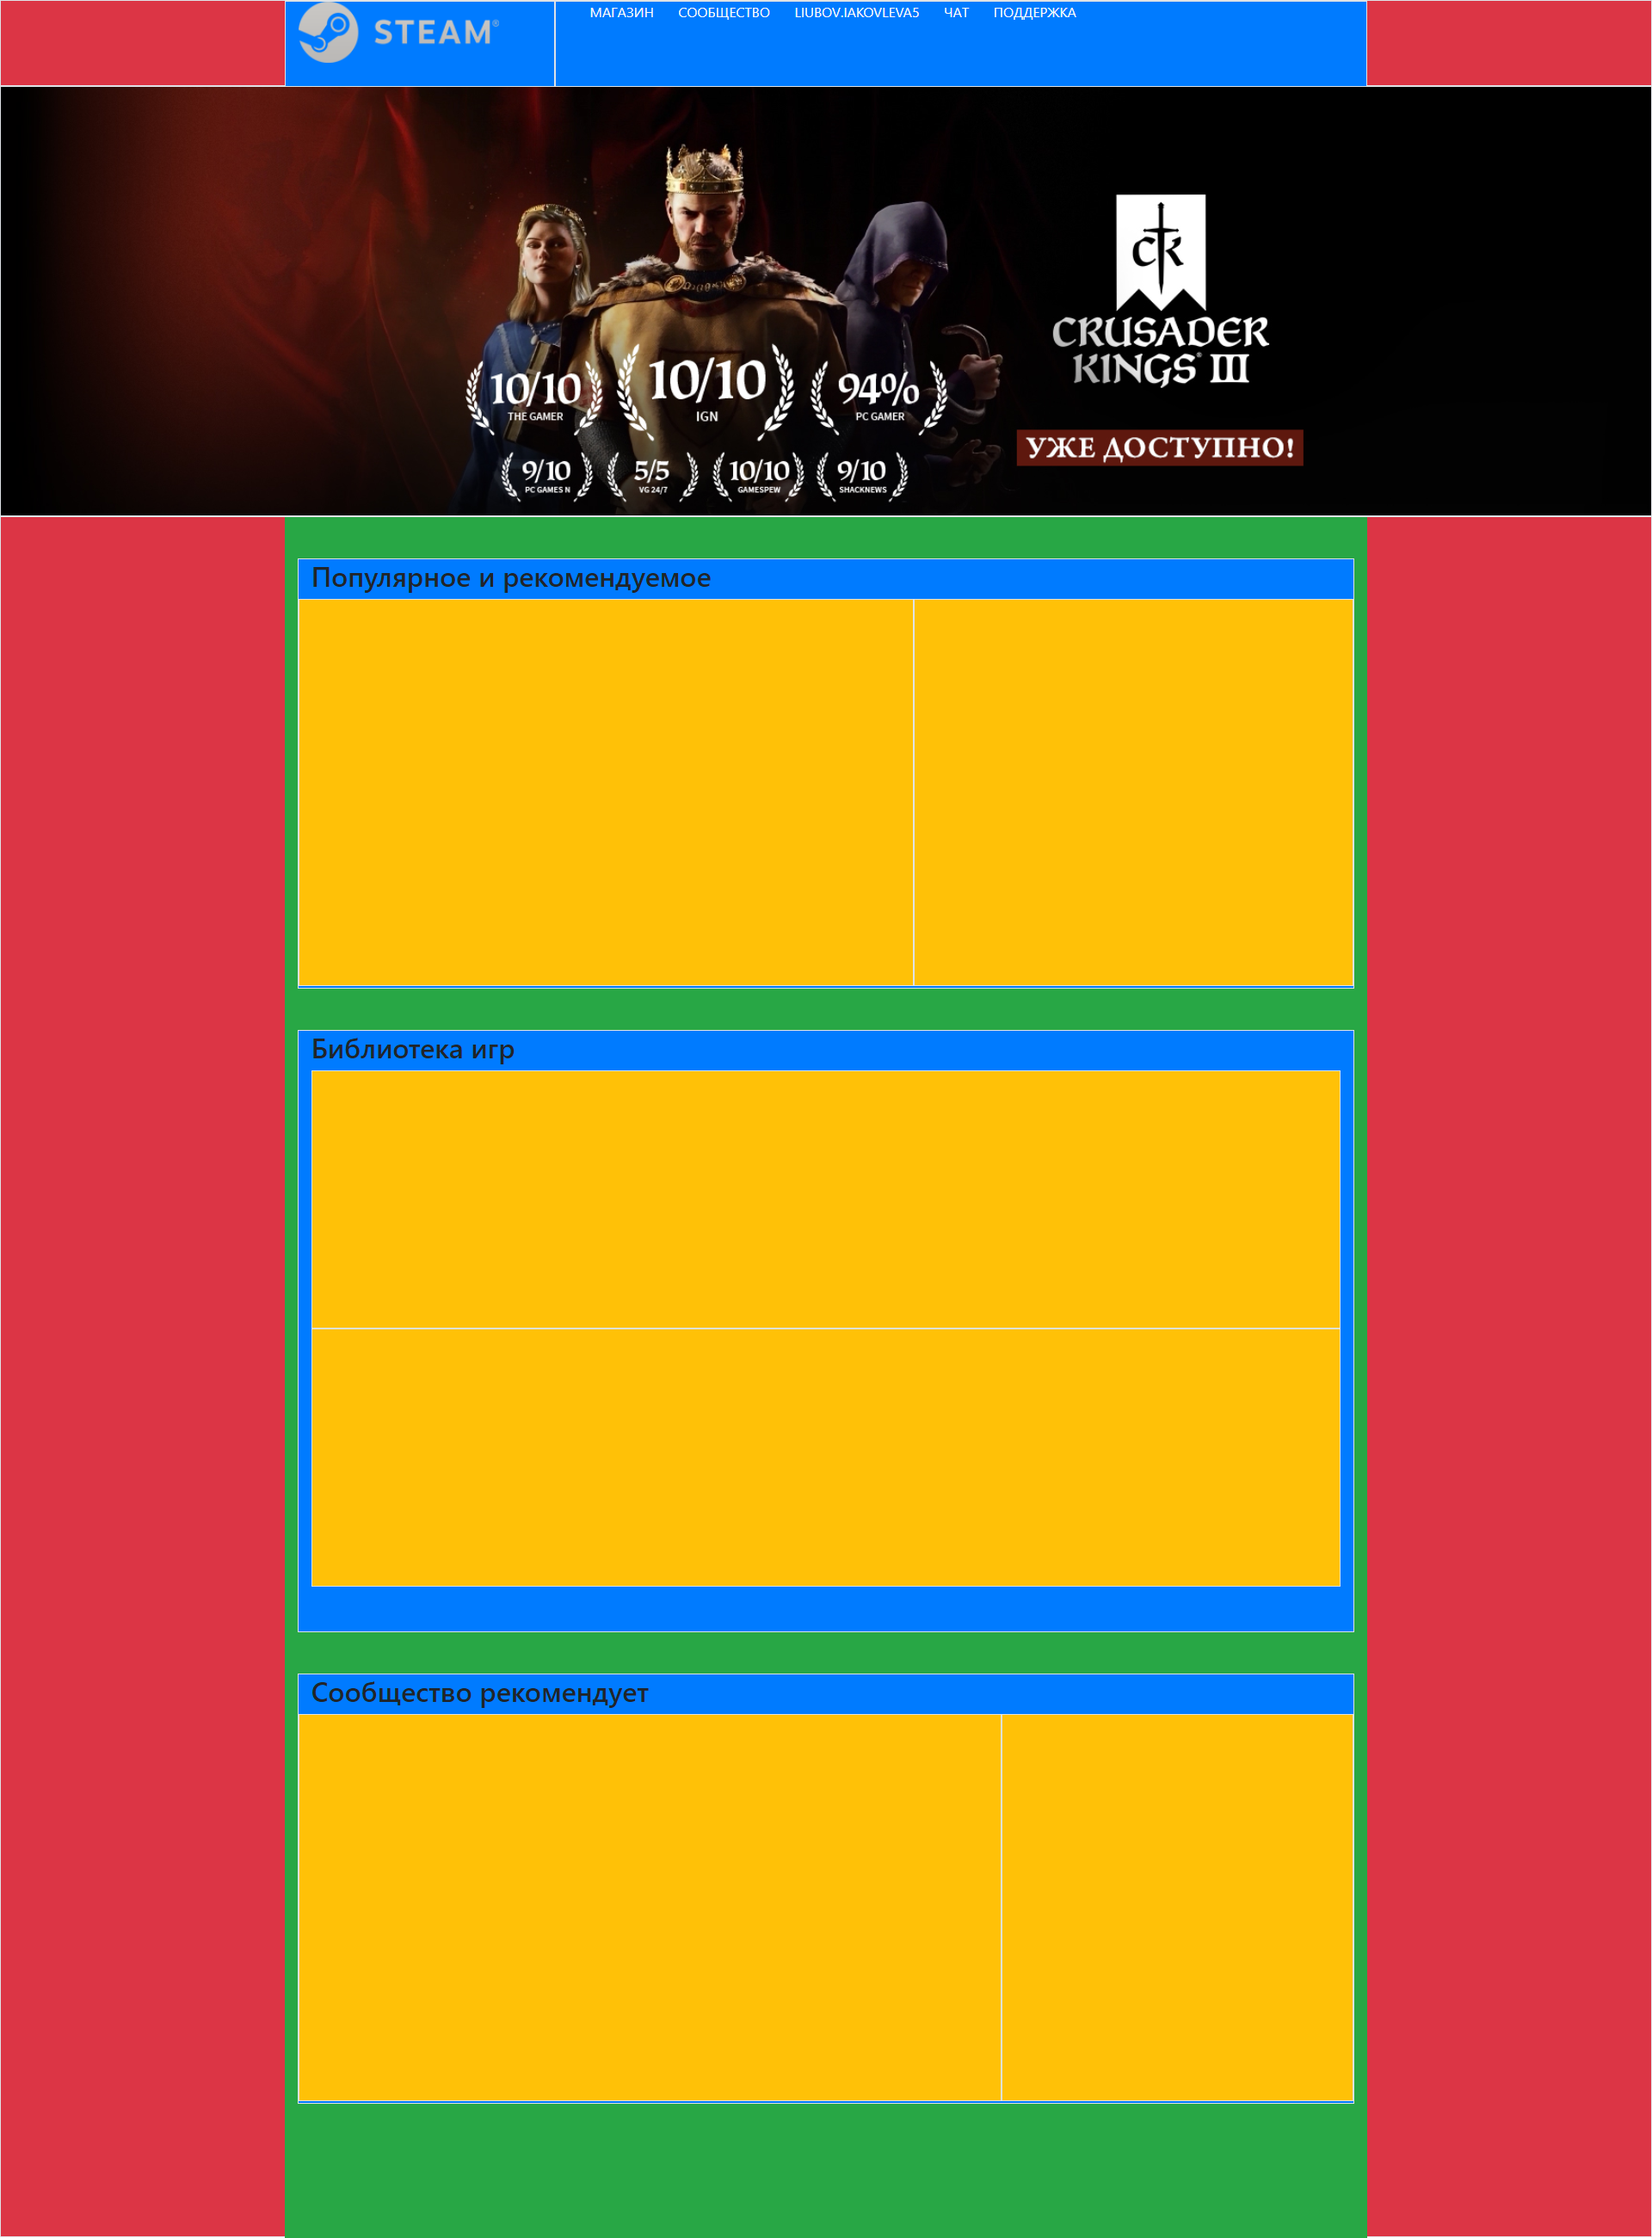 STEAM®
МАГАЗИН СООБЩЕСТВО LIUBOV.IAKOVLEVA5 ЧАТ ПОДДЕРЖКА
CK
CRUSADER
KINGS® III
10/10
THE GAMER
10/10
IGN
94%
PC GAMER
УЖЕ ДОСТУПНО!
9/10
PC GAMES N
5/5
VG 24/7
10/10
GAMESPEW
9/10
SHACKNEWS
Популярное и рекомендуемое
Библиотека игр
Сообщество рекомендует